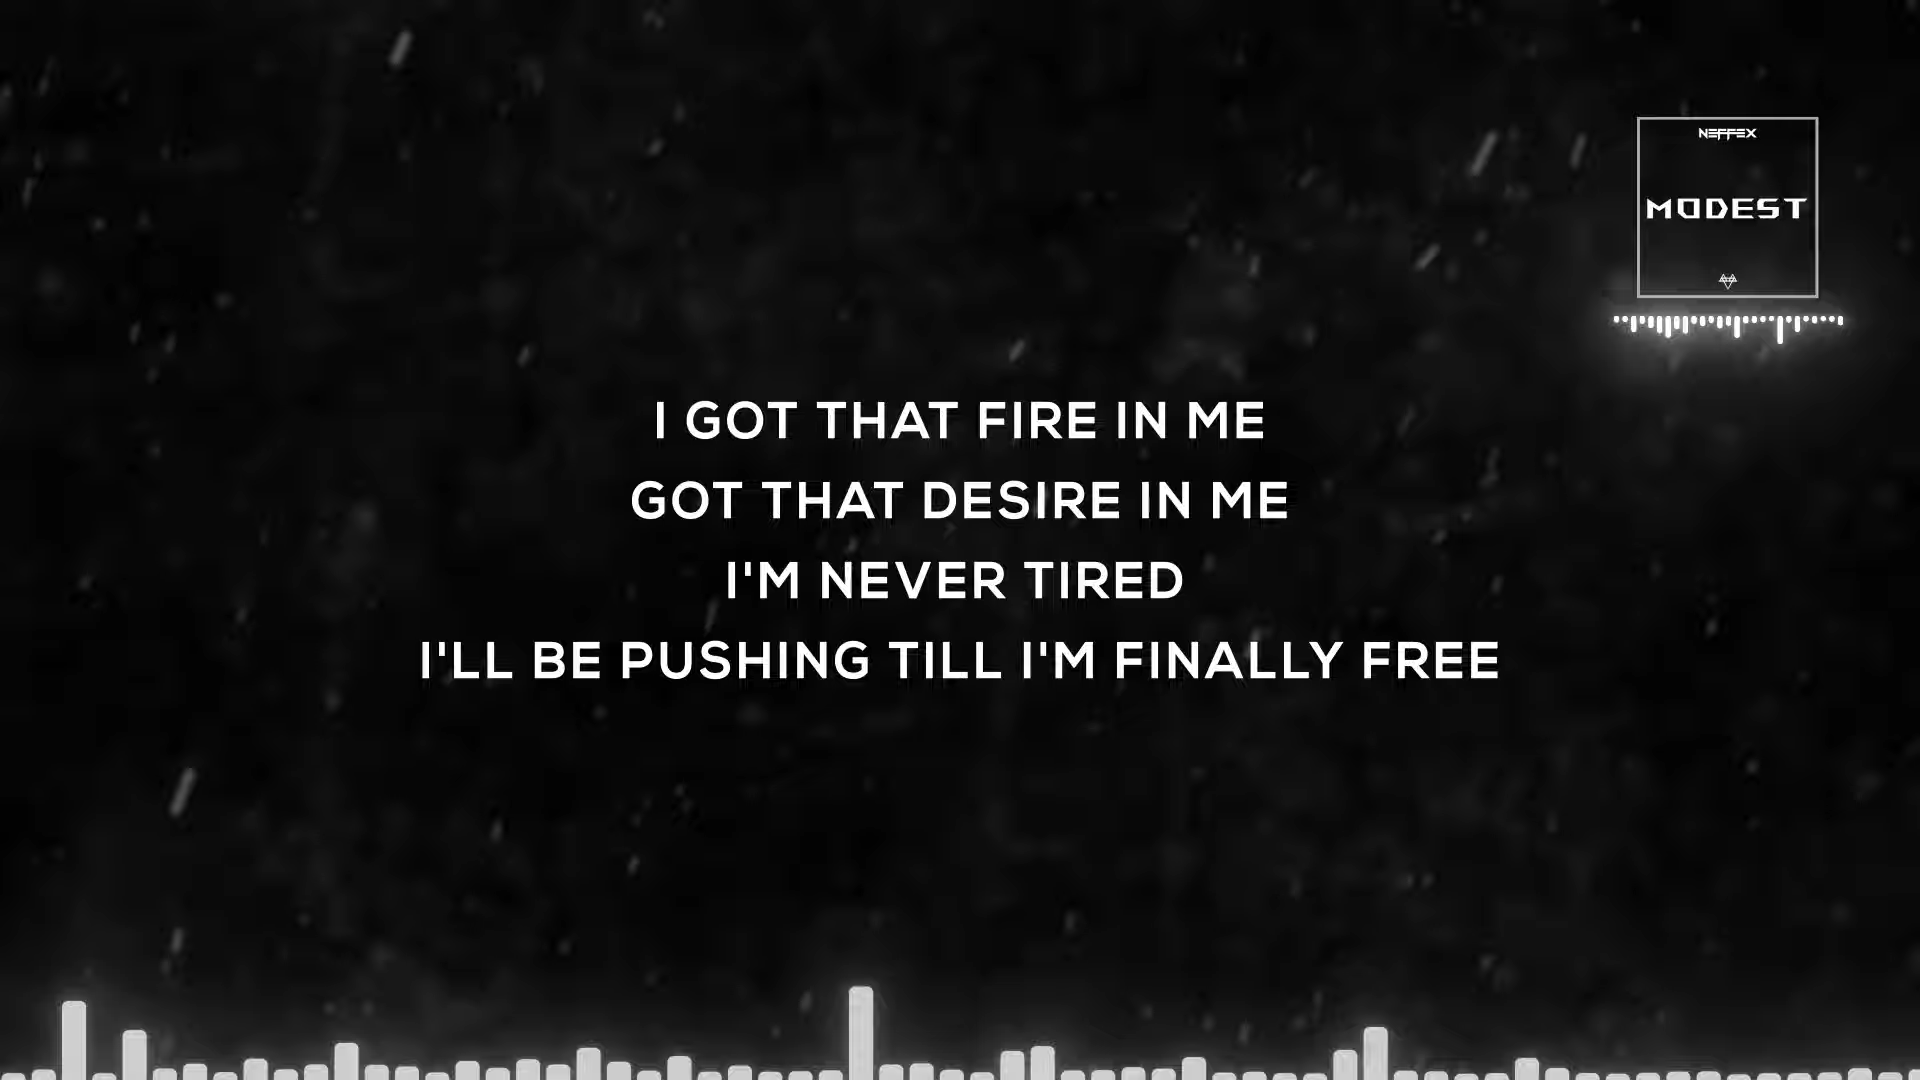 NEFFEX
MODEST
I GOT THAT FIRE IN ME
GOT THAT DESIRE IN ME
I'M NEVER TIRED
I'LL BE PUSHING TILL I'M FINALLY FREE